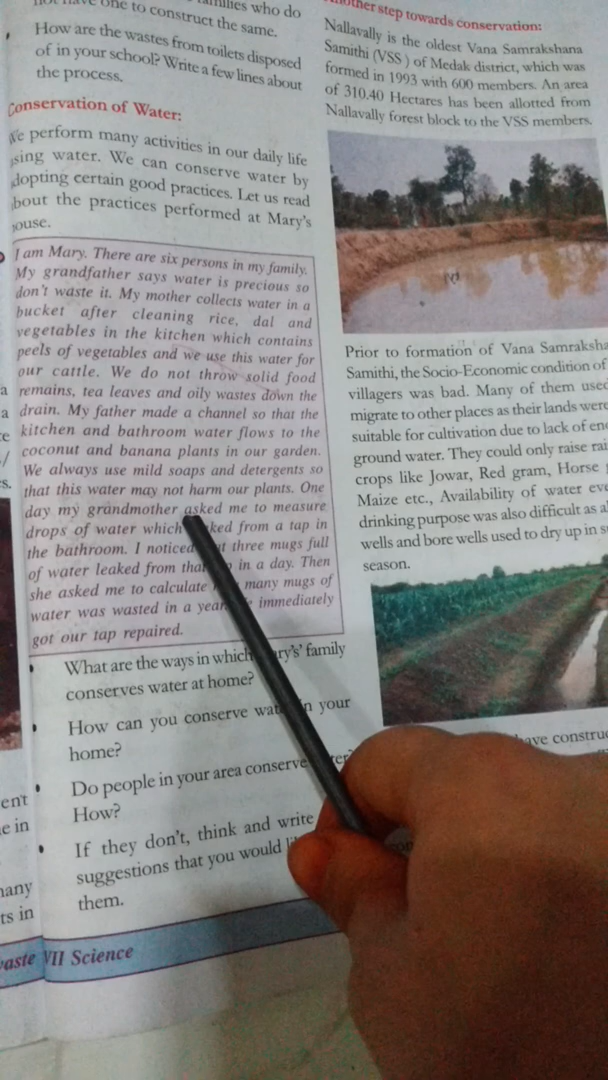 not have one to construct the same.
families who do
How are the wastes from toilets disposed
of in your school? Write a few lines about
the process.
Conservation of Water:
We perform many activities in our daily life
using water. We can conserve water by
adopting certain good practices. Let us read
about the practices performed at Mary's
house.
I am Mary. There are six persons in my family.
My grandfather says water is precious so
don't waste it. My mother collects water in a
bucket after cleaning rice, dal and
vegetables in the kitchen which contains
peels of vegetables and we use this water for
our cattle. We do not throw solid food
remains, tea leaves and oily wastes down the
drain. My father made a channel so that the
kitchen and bathroom water flows to the
coconut and banana plants in our garden.
We always use mild soaps and detergents so
that this water may not harm our plants. One
day my grandmother asked me to measure
drops of water which leaked from a tap in
the bathroom. I noticed three mugs full
of water leaked from that in a day. Then
she asked me to calculate many mugs of
water was wasted in a year. immediately
got our tap repaired.
What are the ways in which Mary's' family
conserves water at home?
How can you conserve water in your
home?
Do people in your area conserve water?
How?
If they don't, think and write
suggestions that you would
them.
VII Science
Another step towards conservation:
Nallavally is the oldest Vana Samrakshana
Samithi (VSS ) of Medak district, which was
formed in 1993 with 600 members. An area
of 310.40 Hectares has been allotted from
Nallavally forest block to the VSS members.
Prior to formation of Vana Samraksha
Samithi, the Socio-Economic condition of
villagers was bad. Many of them used
migrate to other places as their lands were
suitable for cultivation due to lack of
ground water. They could only raise
crops like Jowar, Red gram, Horse
Maize etc., Availability of water
drinking purpose was also difficult as
wells and bore wells used to dry up in
season.
have